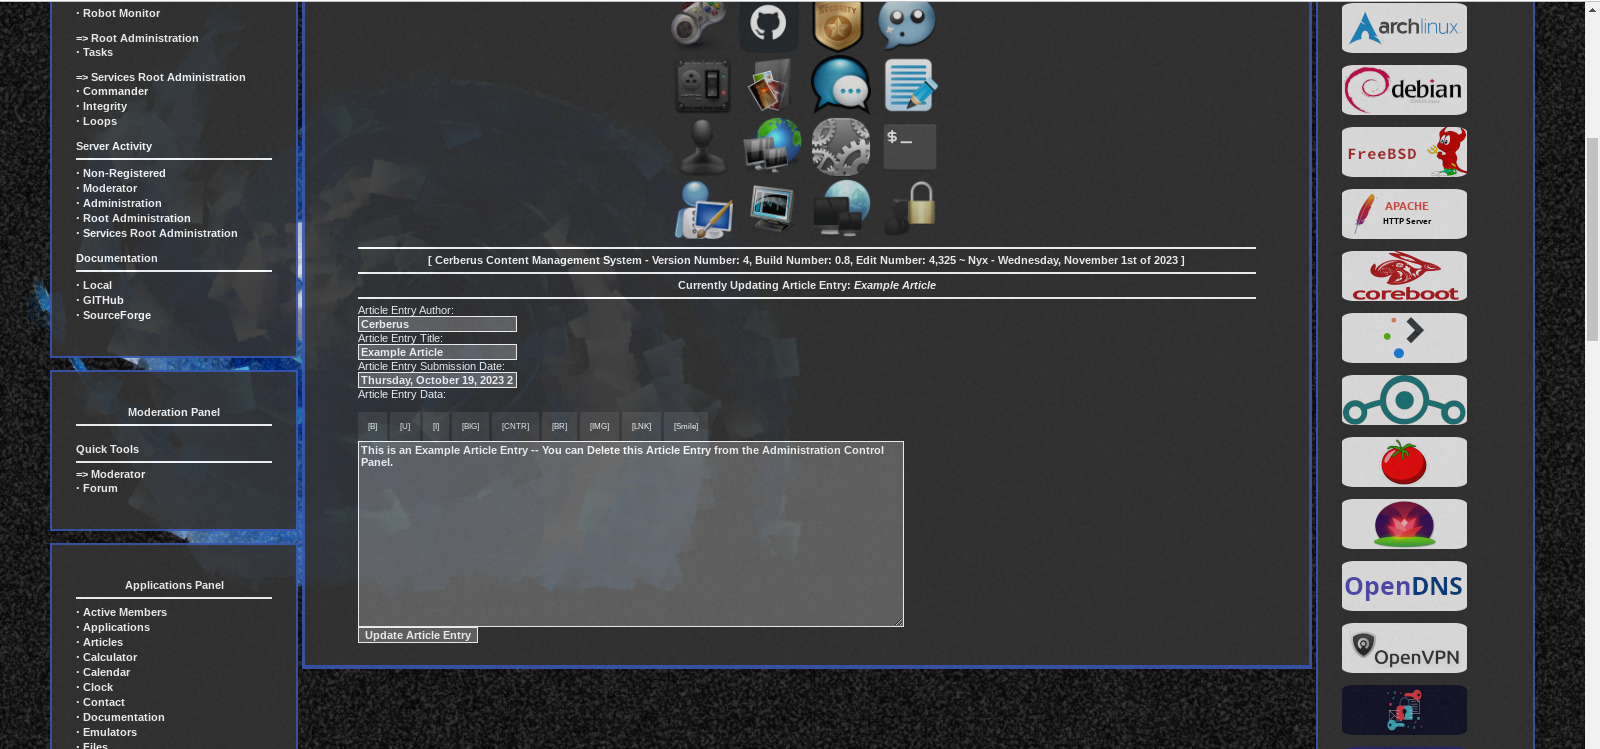 · Robot Monitor
=> Root Administration
· Tasks
=> Services Root Administration
· Commander
· Integrity
· Loops
Server Activity
· Non-Registered
· Moderator
· Administration
· Root Administration
· Services Root Administration
Documentation
· Local
· GITHub
· SourceForge
Moderation Panel
Quick Tools
=> Moderator
· Forum
Applications Panel
· Active Members
· Applications
· Articles
· Calculator
· Calendar
· Clock
· Contact
· Documentation
· Emulators
· Files
SECURITY
$_
[ Cerberus Content Management System - Version Number: 4, Build Number: 0.8, Edit Number: 4,325 ~ Nyx - Wednesday, November 1st of 2023 ]
Currently Updating Article Entry: Example Article
Article Entry Author:
Cerberus
Article Entry Title:
Example Article
Article Entry Submission Date:
Thursday, October 19, 2023 2
Article Entry Data:
[B] [U] [I] [BIG] [CNTR] [BR] [IMG] [LNK] [Smile]
This is an Example Article Entry -- You can Delete this Article Entry from the Administration Control
Panel.
Update Article Entry
archlinux
debian
FreeBSD
APACHE
HTTP Server
coreboot
OpenDNS
OpenVPN